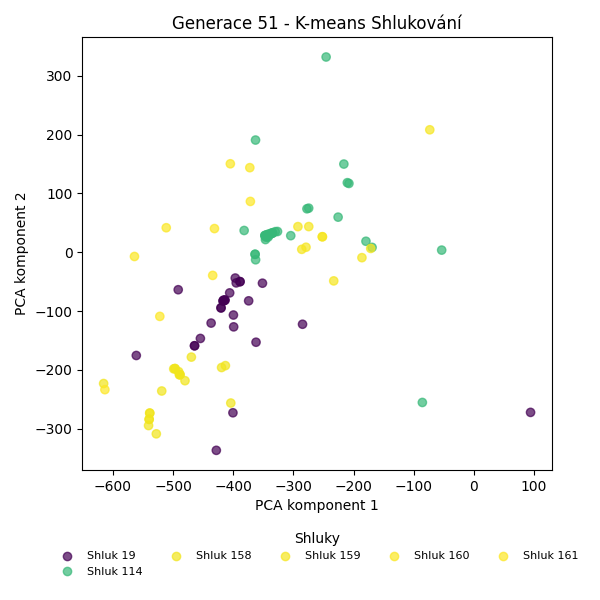 Generace 51 - K-means Shlukování
300
200
100
0
−100
−200
−300
PCA komponent 2
−600 −500 −400 −300 −200 −100 0 100
PCA komponent 1
Shluky
Shluk 19 Shluk 158 Shluk 159 Shluk 160 Shluk 161
Shluk 114